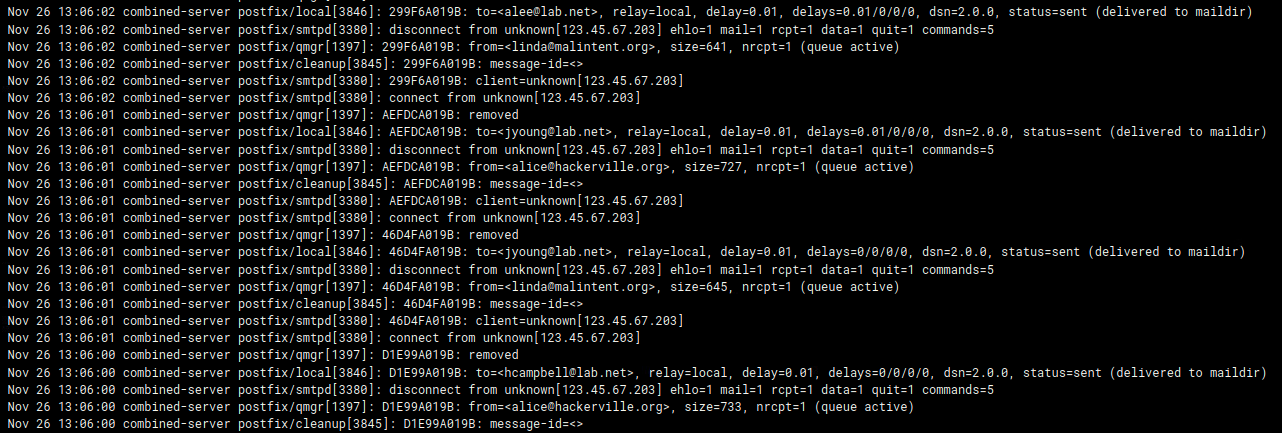 Nov 26 13:06:02 combined-server postfix/local[3846]: 299F6A019B: to=<alee@lab.net>, relay=local, delay=0.01, delays=0.01/0/0/0, dsn=2.0.0, status=sent (delivered to maildir)
Nov 26 13:06:02 combined-server postfix/smtpd[3380]: disconnect from unknown[123.45.67.203] ehlo=1 mail=1 rcpt=1 data=1 quit=1 commands=5
Nov 26 13:06:02 combined-server postfix/qmgr[1397]: 299F6A019B: from=<linda@malintent.org>, size=641, nrcpt=1 (queue active)
Nov 26 13:06:02 combined-server postfix/cleanup[3845]: 299F6A019B: message-id=<>
Nov 26 13:06:02 combined-server postfix/smtpd[3380]: 299F6A019B: client=unknown[123.45.67.203]
Nov 26 13:06:02 combined-server postfix/smtpd[3380]: connect from unknown[123.45.67.203]
Nov 26 13:06:01 combined-server postfix/qmgr[1397]: AEFDCA019B: removed
Nov 26 13:06:01 combined-server postfix/local[3846]: AEFDCA019B: to=<jyoung@lab.net>, relay=local, delay=0.01, delays=0.01/0/0/0, dsn=2.0.0, status=sent (delivered to maildir)
Nov 26 13:06:01 combined-server postfix/smtpd[3380]: disconnect from unknown[123.45.67.203] ehlo=1 mail=1 rcpt=1 data=1 quit=1 commands=5
Nov 26 13:06:01 combined-server postfix/qmgr[1397]: AEFDCA019B: from=<alice@hackerville.org>, size=727, nrcpt=1 (queue active)
Nov 26 13:06:01 combined-server postfix/cleanup[3845]: AEFDCA019B: message-id=<>
Nov 26 13:06:01 combined-server postfix/smtpd[3380]: AEFDCA019B: client=unknown[123.45.67.203]
Nov 26 13:06:01 combined-server postfix/smtpd[3380]: connect from unknown[123.45.67.203]
Nov 26 13:06:01 combined-server postfix/qmgr[1397]: 46D4FA019B: removed
Nov 26 13:06:01 combined-server postfix/local[3846]: 46D4FA019B: to=<jyoung@lab.net>, relay=local, delay=0.01, delays=0/0/0/0, dsn=2.0.0, status=sent (delivered to maildir)
Nov 26 13:06:01 combined-server postfix/smtpd[3380]: disconnect from unknown[123.45.67.203] ehlo=1 mail=1 rcpt=1 data=1 quit=1 commands=5
Nov 26 13:06:01 combined-server postfix/qmgr[1397]: 46D4FA019B: from=<linda@malintent.org>, size=645, nrcpt=1 (queue active)
Nov 26 13:06:01 combined-server postfix/cleanup[3845]: 46D4FA019B: message-id=<>
Nov 26 13:06:01 combined-server postfix/smtpd[3380]: 46D4FA019B: client=unknown[123.45.67.203]
Nov 26 13:06:01 combined-server postfix/smtpd[3380]: connect from unknown[123.45.67.203]
Nov 26 13:06:00 combined-server postfix/qmgr[1397]: D1E99A019B: removed
Nov 26 13:06:00 combined-server postfix/local[3846]: D1E99A019B: to=<hcampbell@lab.net>, relay=local, delay=0.01, delays=0/0/0/0, dsn=2.0.0, status=sent (delivered to maildir)
Nov 26 13:06:00 combined-server postfix/smtpd[3380]: disconnect from unknown[123.45.67.203] ehlo=1 mail=1 rcpt=1 data=1 quit=1 commands=5
Nov 26 13:06:00 combined-server postfix/qmgr[1397]: D1E99A019B: from=<alice@hackerville.org>, size=733, nrcpt=1 (queue active)
Nov 26 13:06:00 combined-server postfix/cleanup[3845]: D1E99A019B: message-id=<>